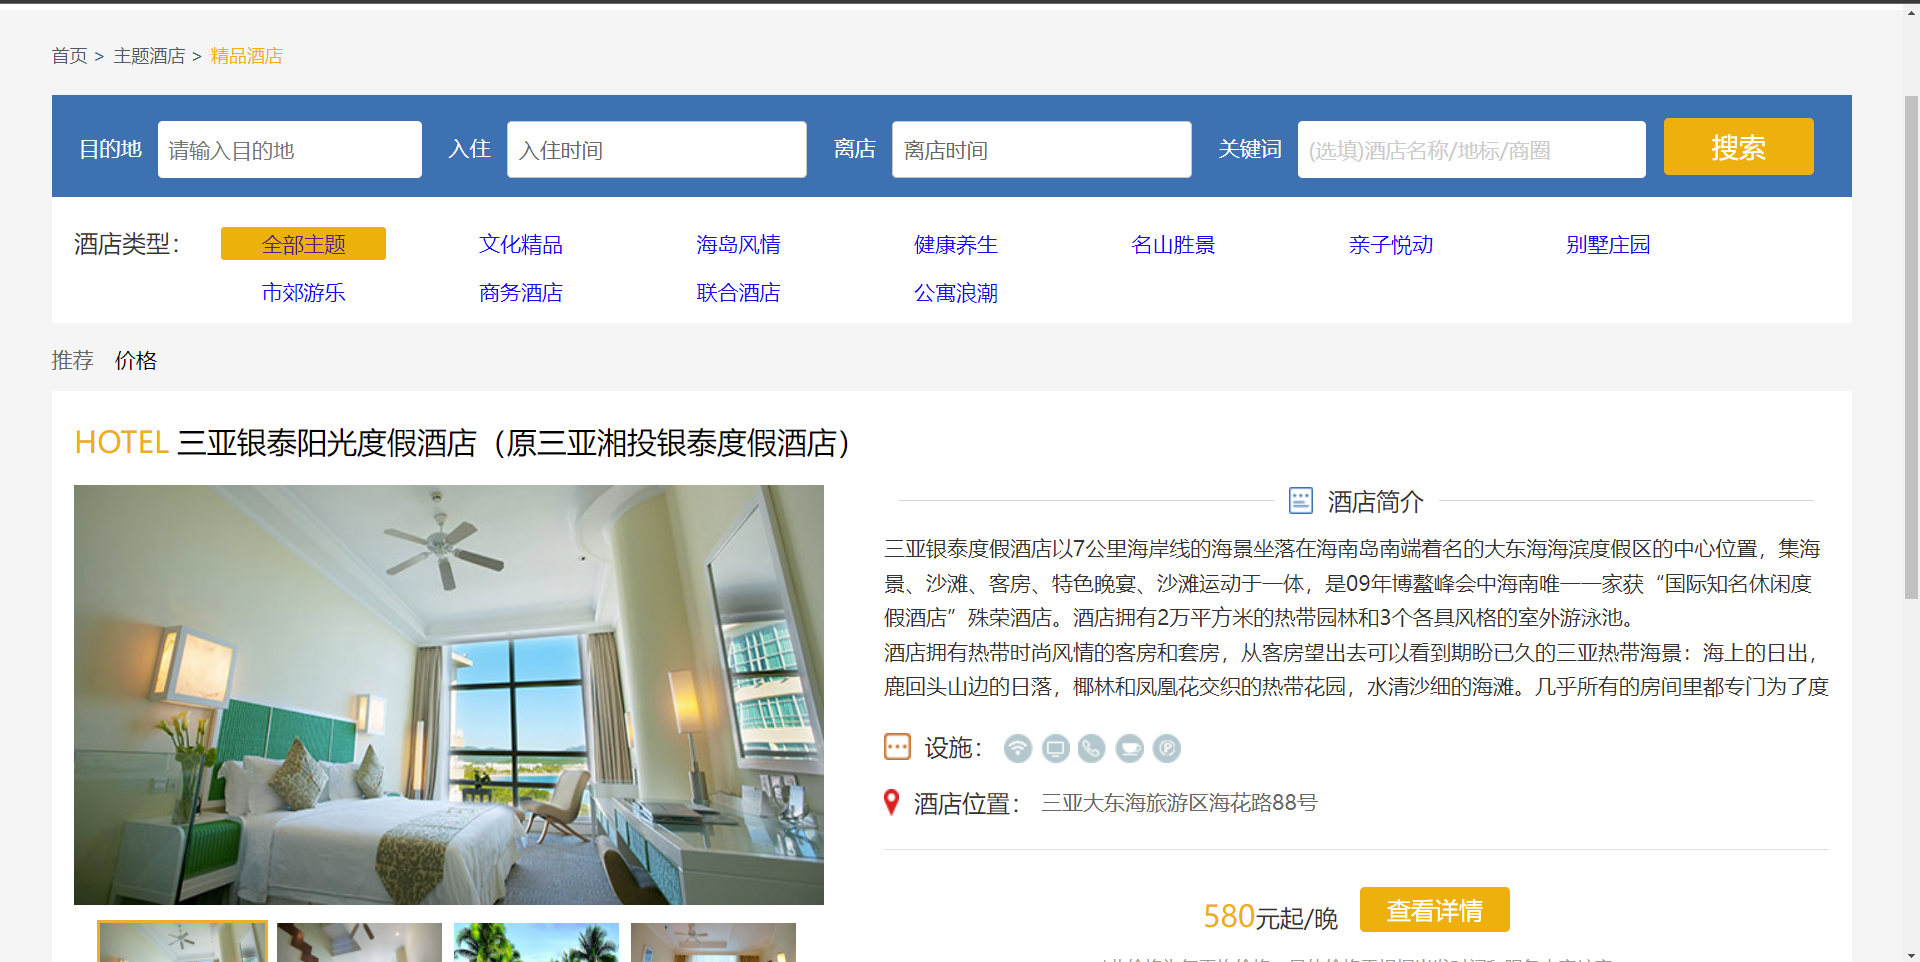 首页 > 主题酒店 > 精品酒店
目的地 请输入目的地 入住 入住时间 离店 离店时间 关键词 (选填)酒店名称/地标/商圈 搜索
酒店类型： 全部主题 文化精品 海岛风情 健康养生 名山胜景 亲子悦动 别墅庄园
市郊游乐 商务酒店 联合酒店 公寓浪潮
推荐 价格
HOTEL 三亚银泰阳光度假酒店（原三亚湘投银泰度假酒店）
酒店简介
三亚银泰度假酒店以7公里海岸线的海景坐落在海南岛南端着名的大东海海滨度假区的中心位置，集海
景、沙滩、客房、特色晚宴、沙滩运动于一体，是09年博鳌峰会中海南唯一一家获“国际知名休闲度
假酒店”殊荣酒店。酒店拥有2万平方米的热带园林和3个各具风格的室外游泳池。
酒店拥有热带时尚风情的客房和套房，从客房望出去可以看到期盼已久的三亚热带海景：海上的日出，
鹿回头山边的日落，椰林和凤凰花交织的热带花园，水清沙细的海滩。几乎所有的房间里都专门为了度
设施：
酒店位置： 三亚大东海旅游区海花路88号
580元起/晚 查看详情